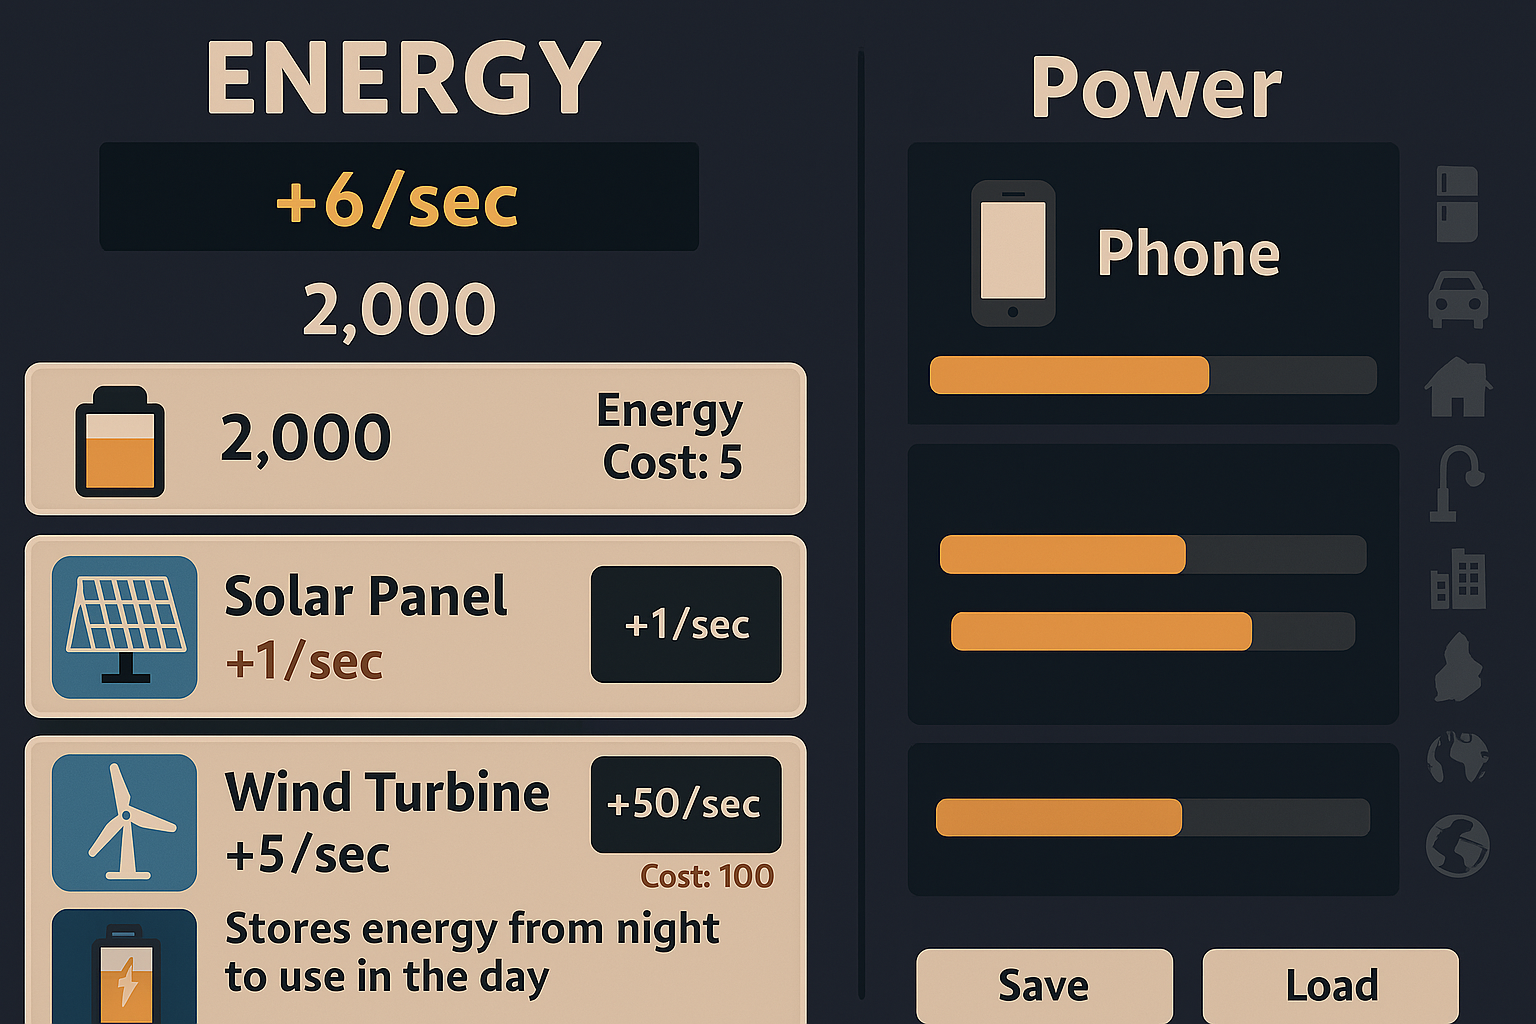 ENERGY
+6/sec
2,000
2,000
Energy
Cost: 5
Solar Panel
+1/sec
+1/sec
Wind Turbine
+5/sec
+50/sec
Cost: 100
Stores energy from night
to use in the day
Power
Phone
Save
Load